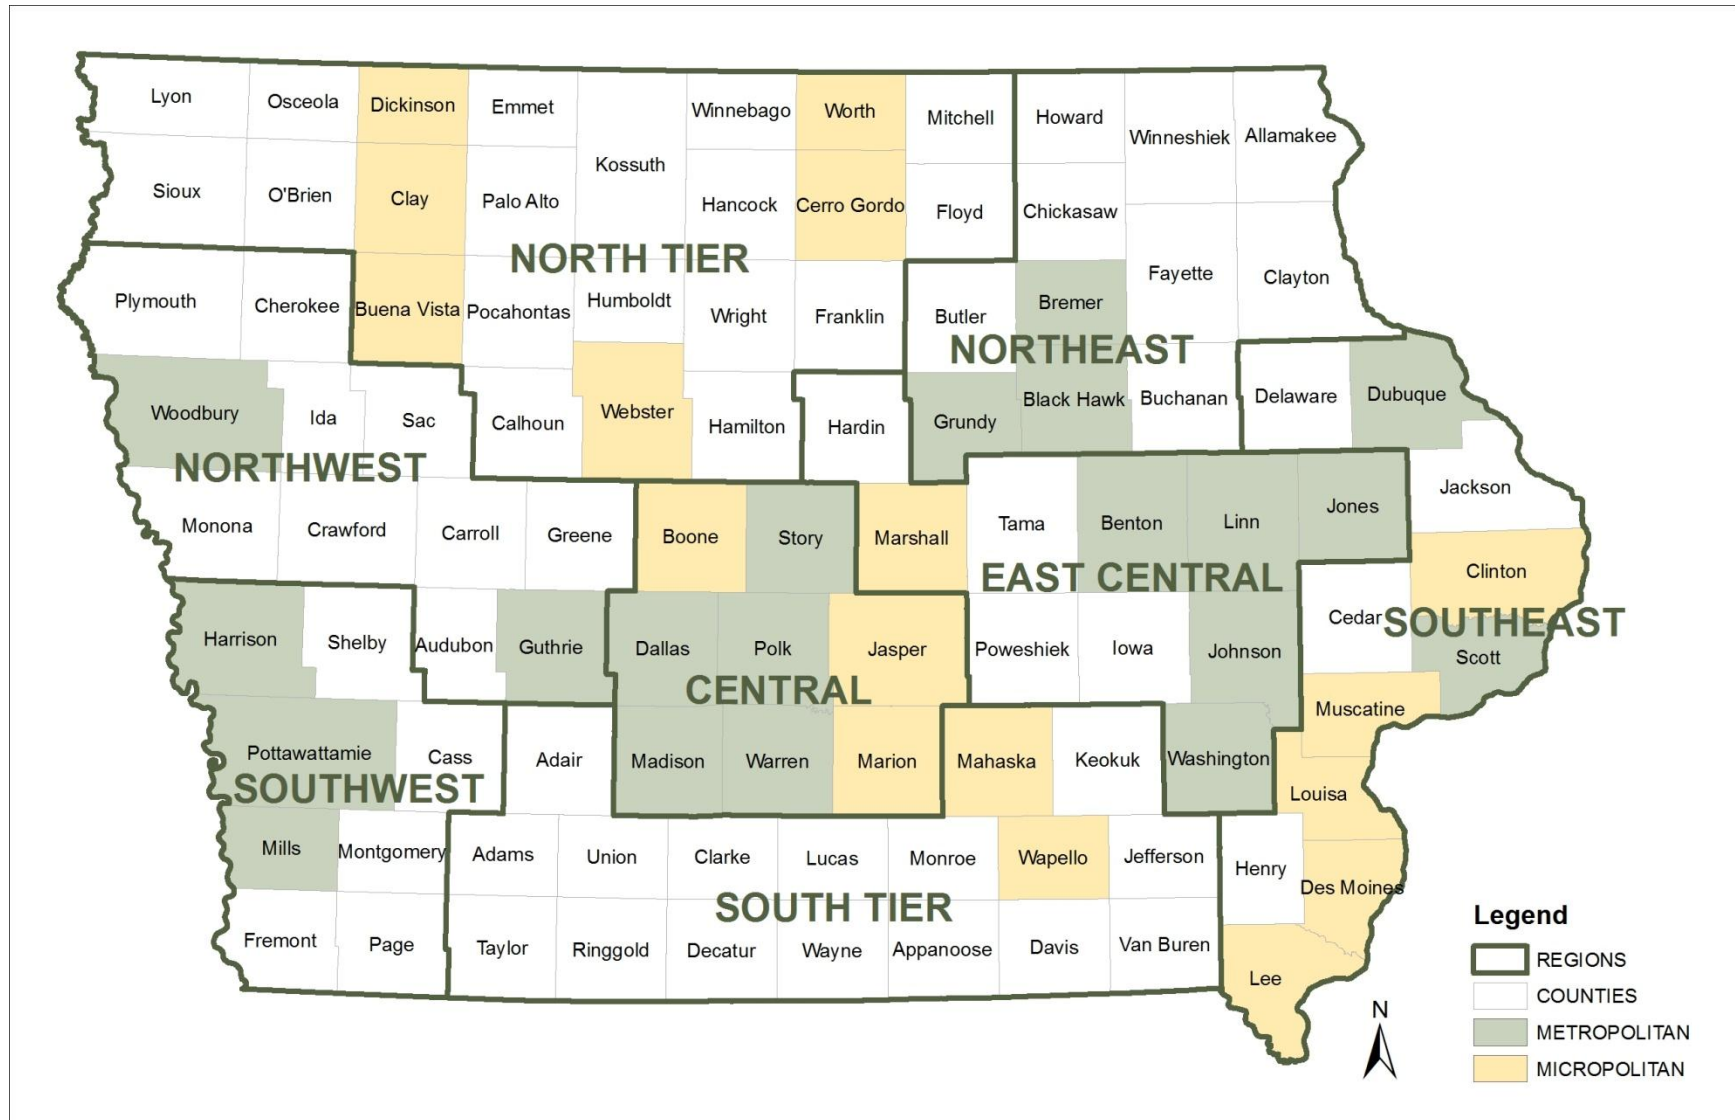 Lyon
Osceola
Dickinson
Emmet
Winnebago
Worth
Mitchell
Howard
Winneshiek
Allamakee
Kossuth
Sioux
O'Brien
Clay
Palo Alto
Hancock
Cerro Gordo
Floyd
Chickasaw
NORTH TIER
Plymouth
Cherokee
Buena Vista
Pocahontas
Humboldt
Wright
Franklin
Butler
Bremer
Fayette
Clayton
NORTHEAST
Woodbury
Ida
Sac
Calhoun
Webster
Hamilton
Hardin
Grundy
Black Hawk
Buchanan
Delaware
Dubuque
NORTHWEST
Monona
Crawford
Carroll
Greene
Boone
Story
Marshall
Tama
Benton
Linn
Jones
Jackson
EAST CENTRAL
Clinton
SOUTHEAST
Harrison
Shelby
Audubon
Guthrie
Dallas
Polk
Jasper
Poweshiek
Iowa
Johnson
Cedar
Scott
CENTRAL
Muscatine
Pottawattamie
Cass
Adair
Madison
Warren
Marion
Mahaska
Keokuk
Washington
Louisa
SOUTHWEST
Mills
Montgomery
Adams
Union
Clarke
Lucas
Monroe
Wapello
Jefferson
Henry
Des Moines
SOUTH TIER
Fremont
Page
Taylor
Ringgold
Decatur
Wayne
Appanoose
Davis
Van Buren
Lee
N
Legend
REGIONS
COUNTIES
METROPOLITAN
MICROPOLITAN